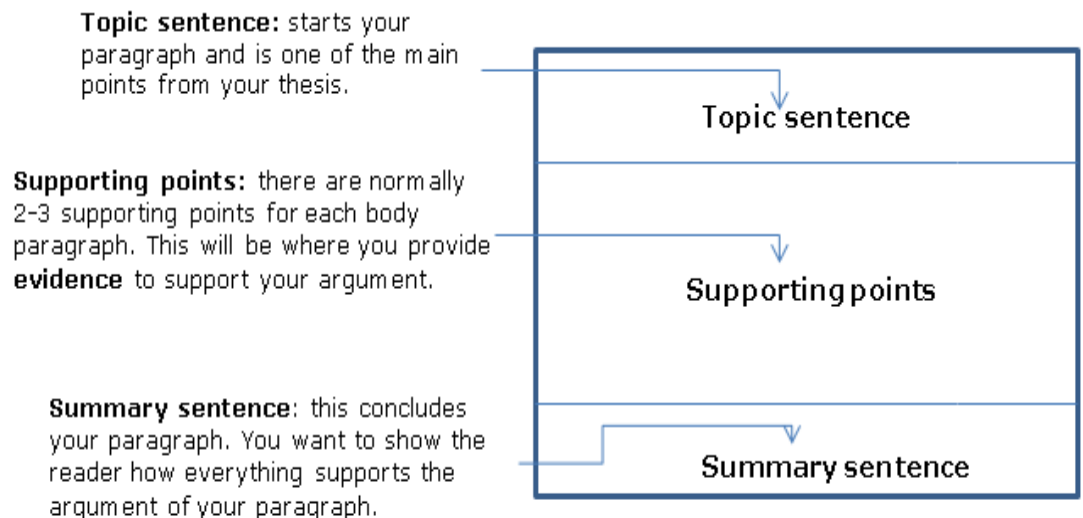 Topic sentence: starts your
paragraph and is one of the main
points from your thesis.
Topic sentence
Supporting points: there are normally
2-3 supporting points for each body
paragraph. This will be where you provide
evidence to support your argument.
Supporting points
Summary sentence: this concludes
your paragraph. You want to show the
reader how everything supports the
argument of your paragraph.
Summary sentence